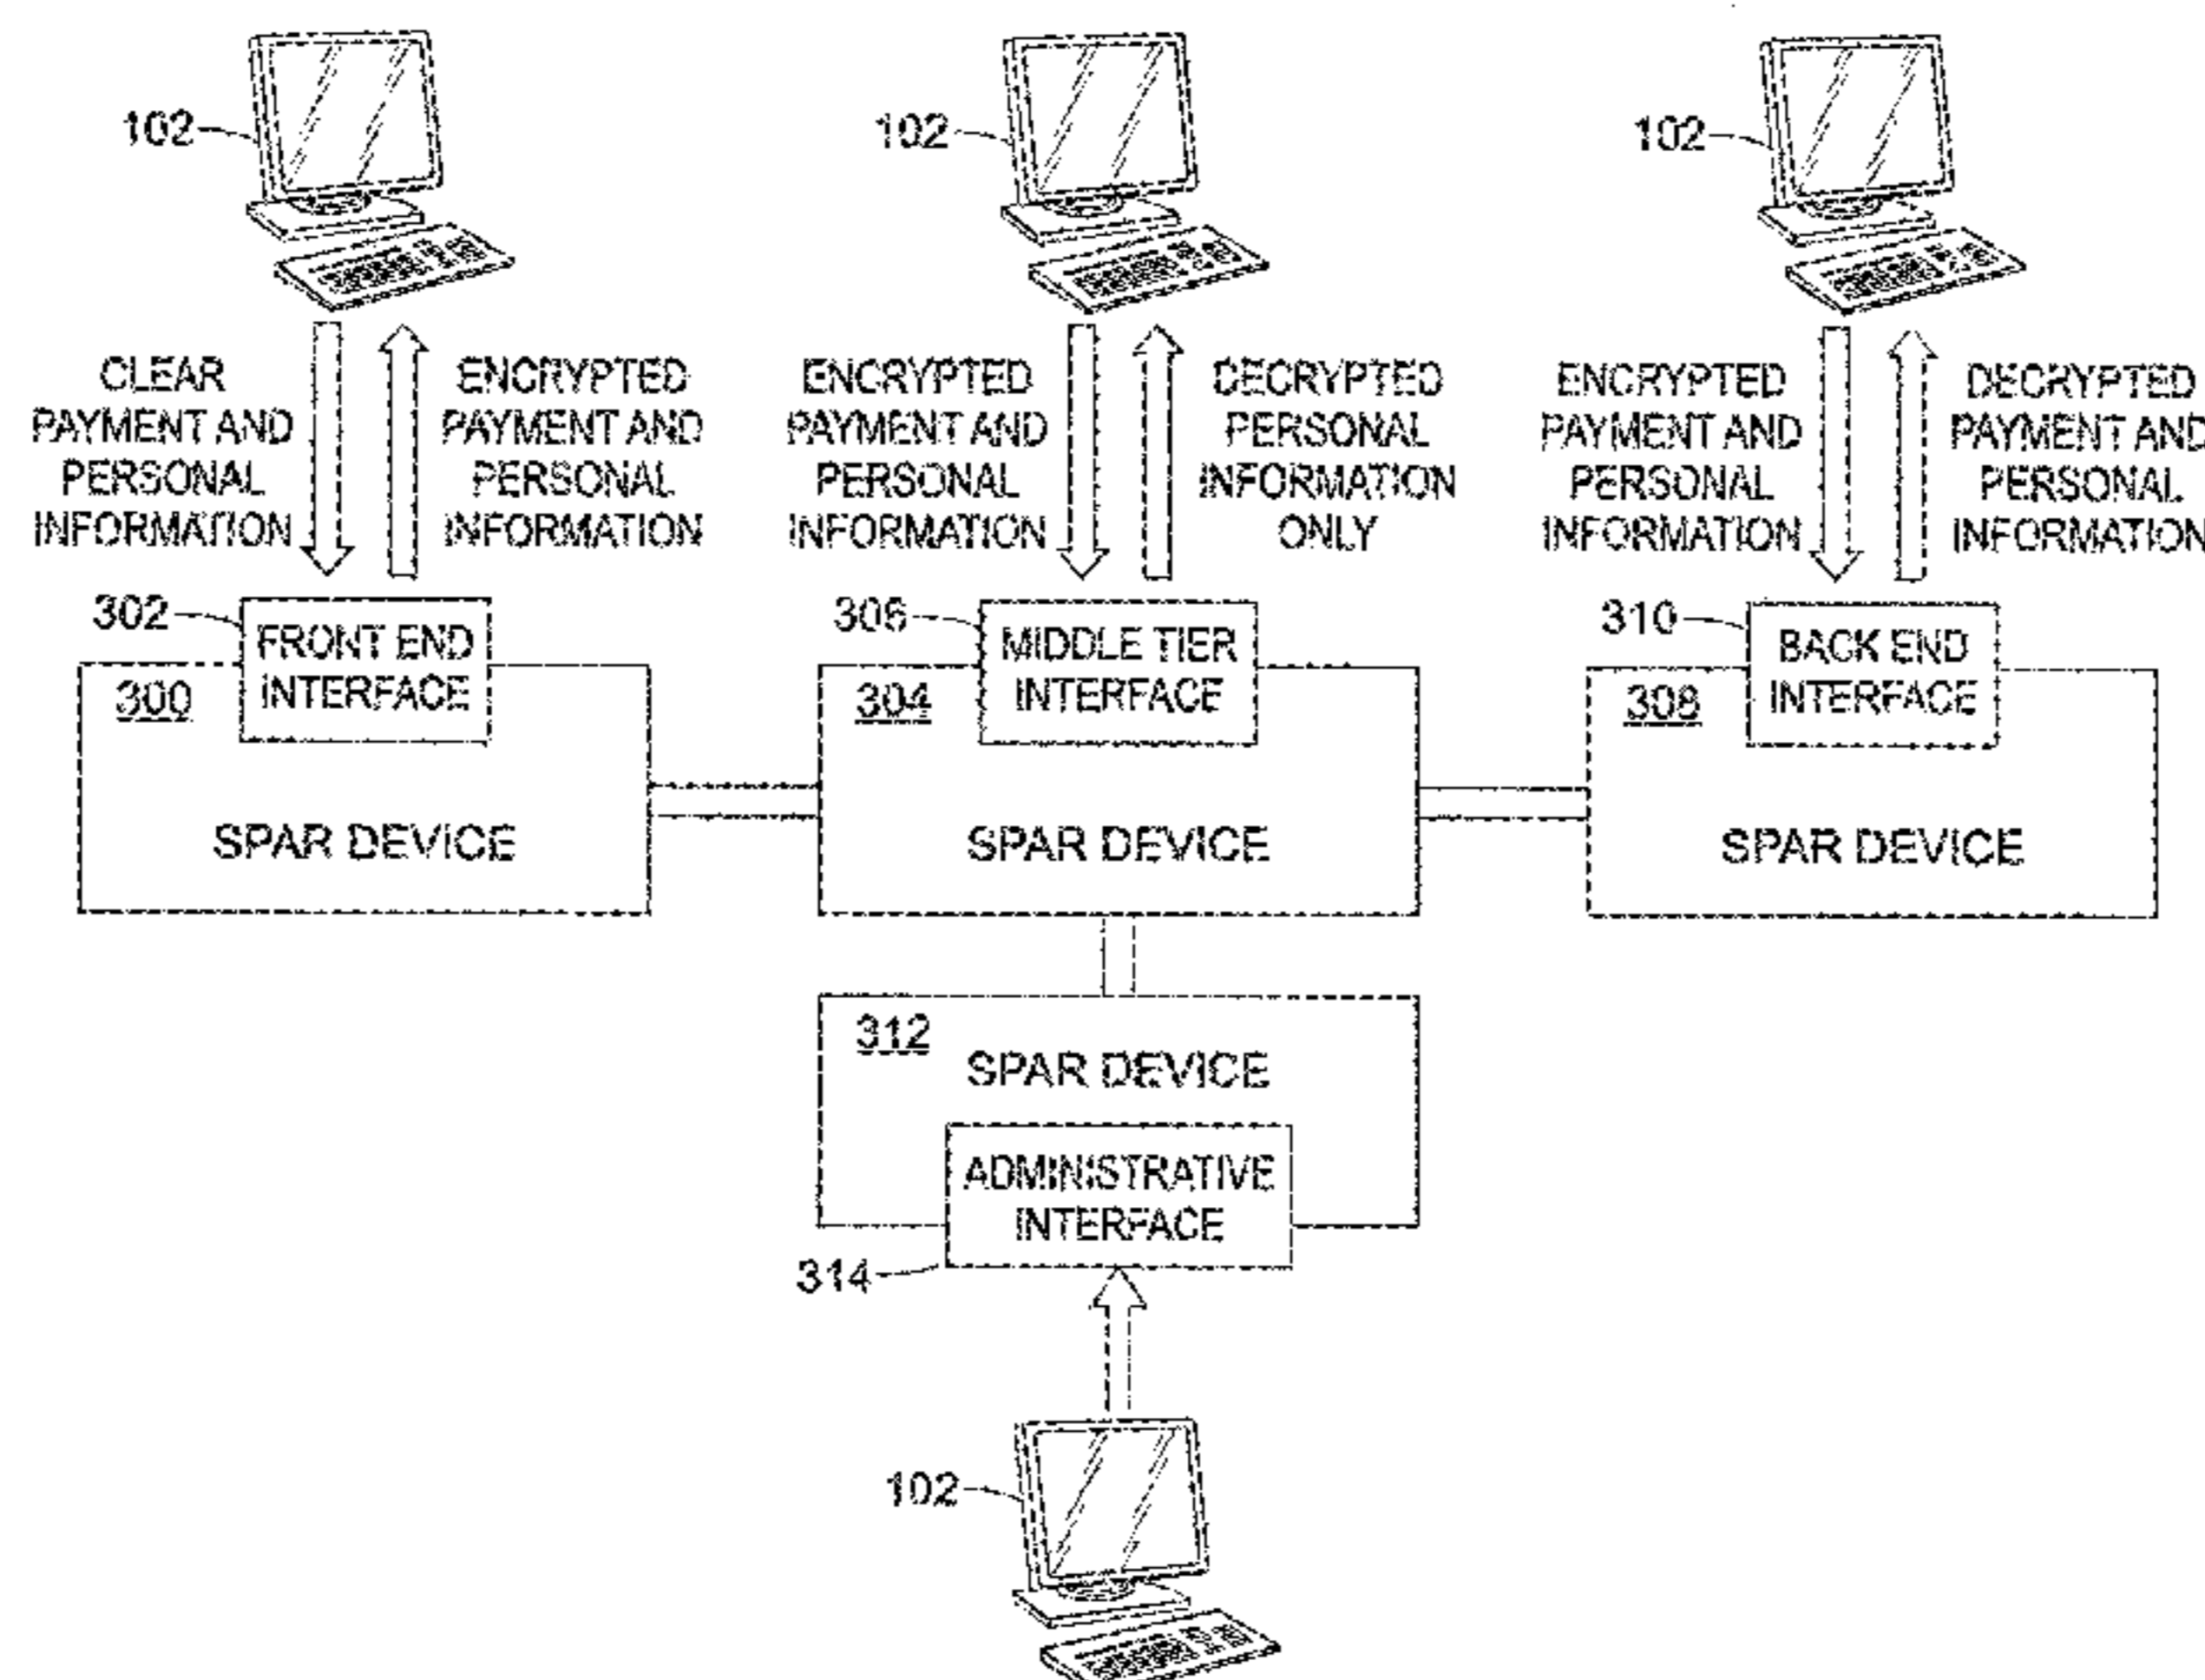 102
102
102
CLEAR
PAYMENT AND
PERSONAL
INFORMATION
ENCRYPTED
PAYMENT AND
PERSONAL
INFORMATION
ENCRYPTED
PAYMENT AND
PERSONAL
INFORMATION
DECRYPTED
PERSONAL
INFORMATION
ONLY
ENCRYPTED
PAYMENT AND
PERSONAL
INFORMATION
DECRYPTED
PAYMENT AND
PERSONAL
INFORMATION
302
FRONT END
INTERFACE
300
SPAR DEVICE
306
MIDDLE TIER
INTERFACE
304
SPAR DEVICE
310
BACK END
INTERFACE
308
SPAR DEVICE
312
SPAR DEVICE
ADMINISTRATIVE
INTERFACE
314
102